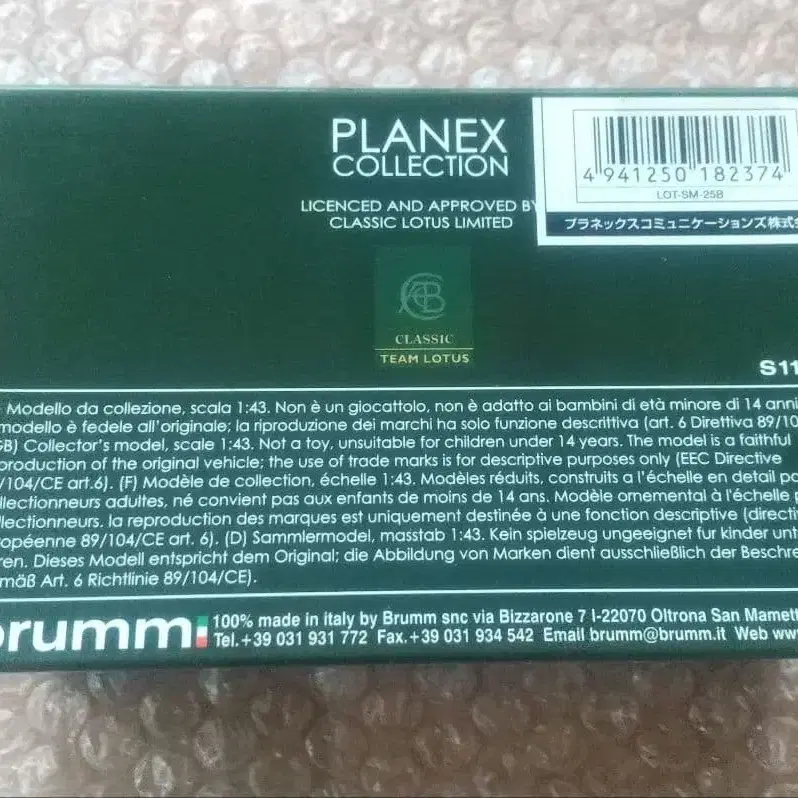 PLANEX
COLLECTION
LICENCED AND APPROVED BY
CLASSIC LOTUS LIMITED
4 941250 182374
LOT-SM-25B
プラネックスコミュニケーションズ株式
CLASSIC
TEAM LOTUS
S11
Modello da collezione, scala 1:43. Non è un giocattolo, non è adatto ai bambini di età minore di 14 anni
modello è fedele all'originale; la riproduzione dei marchi ha solo funzione descrittiva (art. 6 Direttiva 89/10
GB) Collector's model, scale 1:43. Not a toy, unsuitable for children under 14 years. The model is a faithful
production of the original vehicle; the use of trade marks is for descriptive purposes only (EEC Directive
/104/CE art.6). (F) Modèle de collection, échelle 1:43. Modèles réduits, construits a l'échelle en detail po
llectionneurs adultes, né convient pas aux enfants de moins de 14 ans. Modèle ornemental à l'échelle p
llectionneurs. la reproduction des marques est uniquement destinée à une fonction descriptive (directi
opéenne 89/104/CE art. 6). (D) Sammlermodel, masstab 1:43. Kein spielzeug ungeeignet fur kinder unt
ren. Dieses Modell entspricht dem Original; die Abbildung von Marken dient ausschließlich der Beschre
mäß Art. 6 Richtlinie 89/104/CE).
brumm
100% made in italy by Brumm snc via Bizzarone 7 I-22070 Oltrona San Mamett
Tel.+39 031 931 772 Fax.+39 031 934 542 Email brumm@brumm.it Web www